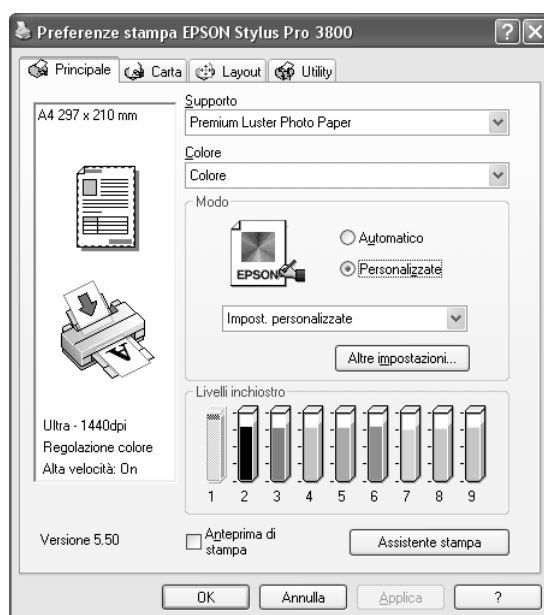 Preferenze stampa EPSON Stylus Pro 3800
Principale Carta Layout Utility
A4 297 x 210 mm
Supporto
Premium Luster Photo Paper
Colore
Colore
Modo
EPSON
Automatico
Personalizzate
Impost. personalizzate
Altre impostazioni...
Livelli inchiostro
1 2 3 4 5 6 7 8 9
Ultra - 1440dpi
Regolazione colore
Alta velocità: On
Versione 5.50
Anteprima di
stampa
Assistente stampa
OK Annulla Applica ?